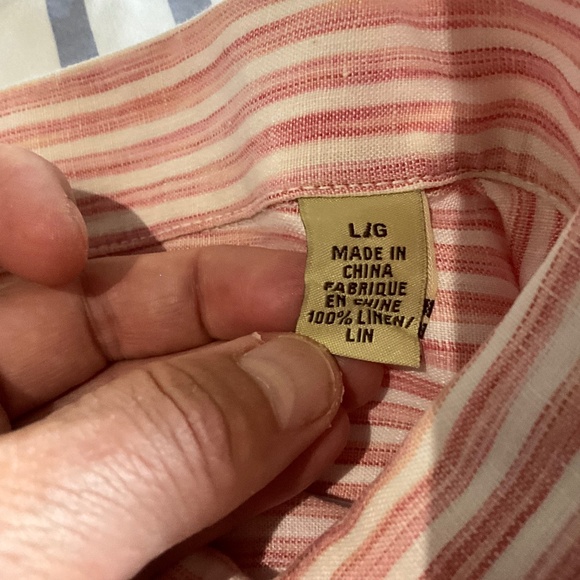 L/G
MADE IN
CHINA
FABRIQUE
EN CHINE
100% LINEN/
LIN